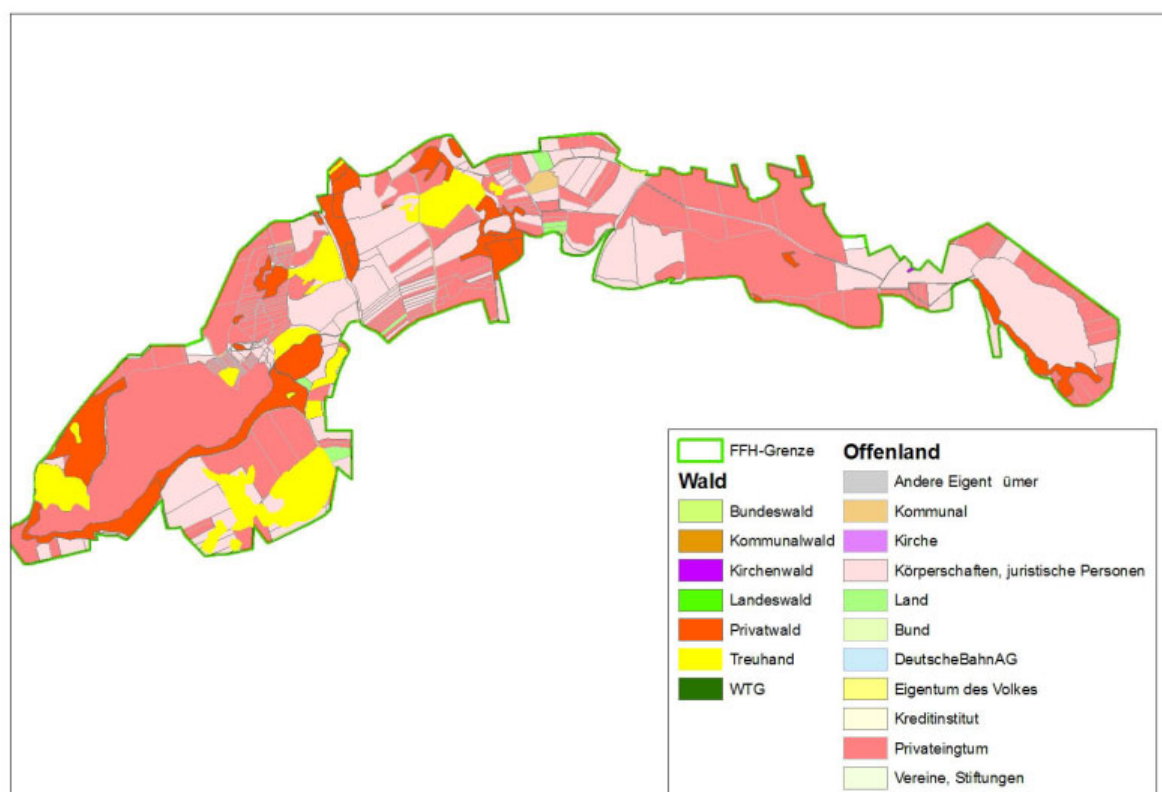 FFH-Grenze
Wald
Bundeswald
Kommunalwald
Kirchenwald
Landeswald
Privatwald
Treuhand
WTG
Offenland
Andere Eigent ümer
Kommunal
Kirche
Körperschaften, juristische Personen
Land
Bund
DeutscheBahnAG
Eigentum des Volkes
Kreditinstitut
Privateingtum
Vereine, Stiftungen